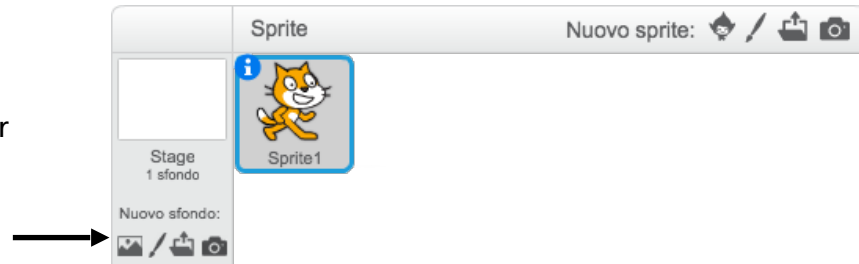 Sprite Nuovo sprite:
r
Sprite1
Stage
1 sfondo
Nuovo sfondo: